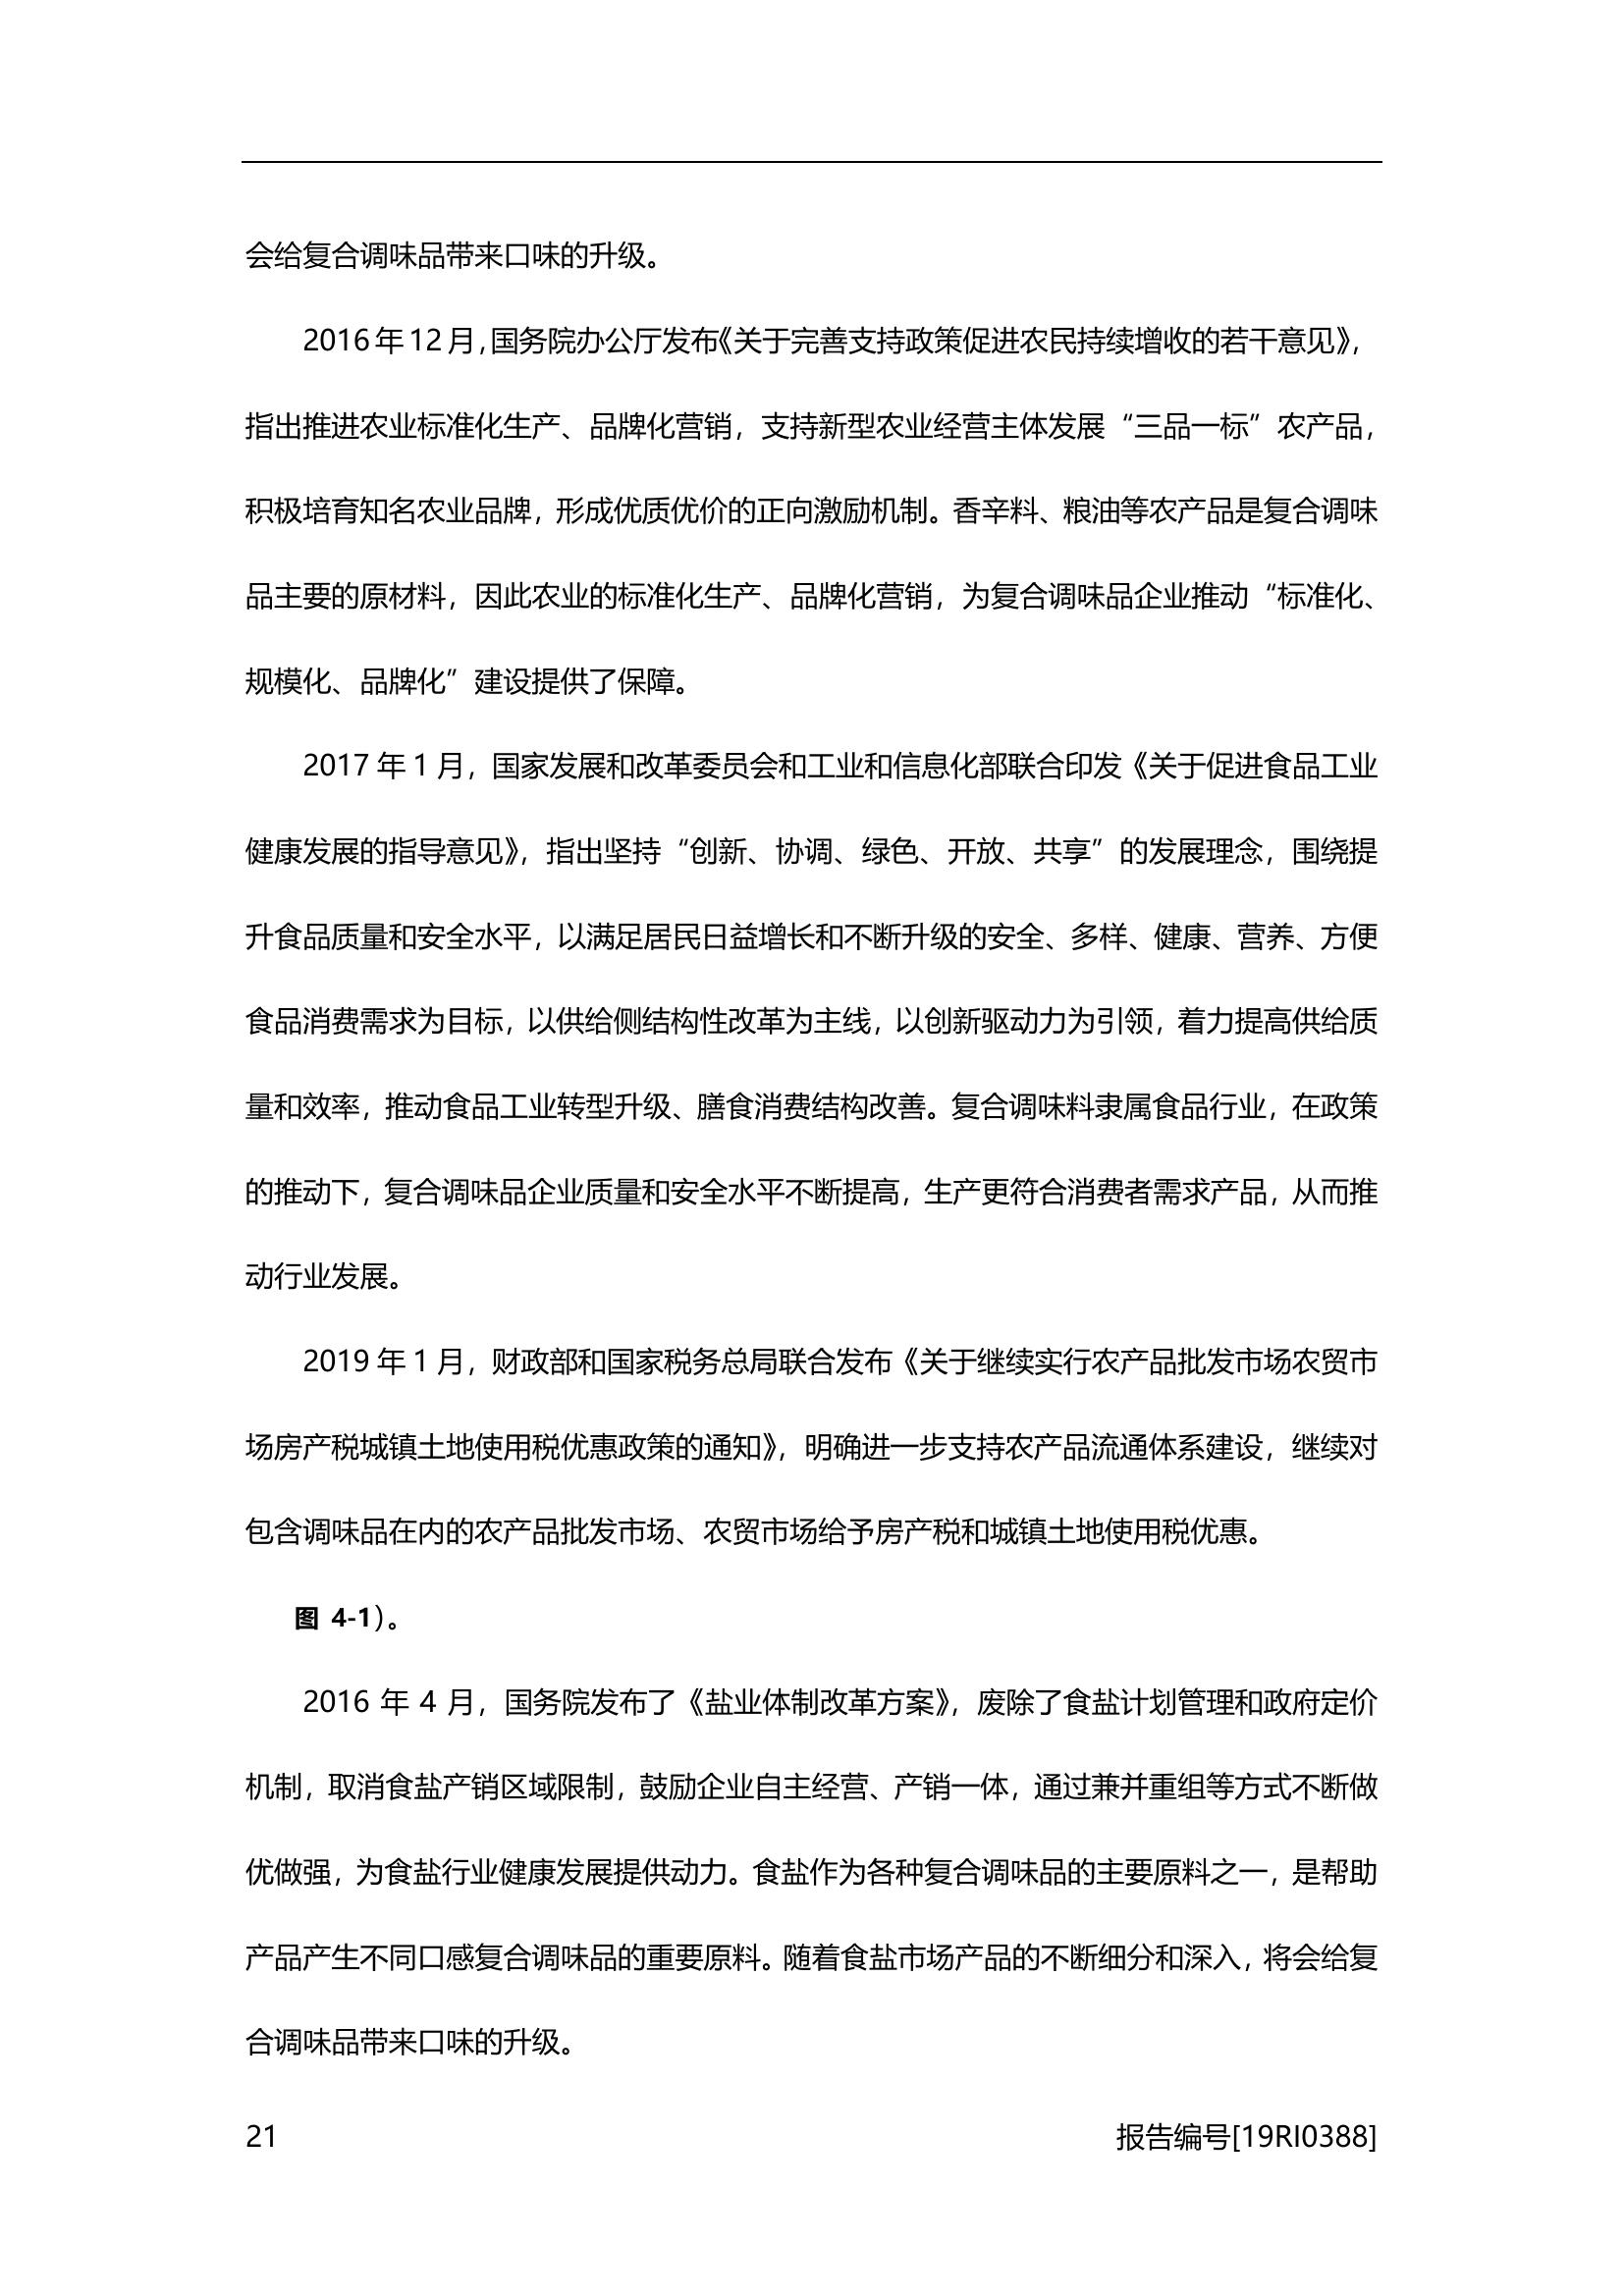 会给复合调味品带来口味的升级。
2016 年 12 月，国务院办公厅发布《关于完善支持政策促进农民持续增收的若干意见》，
指出推进农业标准化生产、品牌化营销，支持新型农业经营主体发展“三品一标”农产品，
积极培育知名农业品牌，形成优质优价的正向激励机制。香辛料、粮油等农产品是复合调味
品主要的原材料，因此农业的标准化生产、品牌化营销，为复合调味品企业推动“标准化、
规模化、品牌化”建设提供了保障。
2017 年 1 月，国家发展和改革委员会和工业和信息化部联合印发《关于促进食品工业
健康发展的指导意见》，指出坚持“创新、协调、绿色、开放、共享”的发展理念，围绕提
升食品质量和安全水平，以满足居民日益增长和不断升级的安全、多样、健康、营养、方便
食品消费需求为目标，以供给侧结构性改革为主线，以创新驱动力为引领，着力提高供给质
量和效率，推动食品工业转型升级、膳食消费结构改善。复合调味料隶属食品行业，在政策
的推动下，复合调味品企业质量和安全水平不断提高，生产更符合消费者需求产品，从而推
动行业发展。
2019 年 1 月，财政部和国家税务总局联合发布《关于继续实行农产品批发市场农贸市
场房产税城镇土地使用税优惠政策的通知》，明确进一步支持农产品流通体系建设，继续对
包含调味品在内的农产品批发市场、农贸市场给予房产税和城镇土地使用税优惠。
图 4-1）。
2016 年 4 月，国务院发布了《盐业体制改革方案》，废除了食盐计划管理和政府定价
机制，取消食盐产销区域限制，鼓励企业自主经营、产销一体，通过兼并重组等方式不断做
优做强，为食盐行业健康发展提供动力。食盐作为各种复合调味品的主要原料之一，是帮助
产品产生不同口感复合调味品的重要原料。随着食盐市场产品的不断细分和深入，将会给复
合调味品带来口味的升级。
21 报告编号[19RI0388]